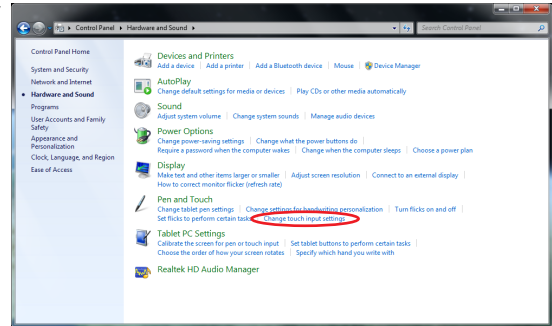 Control Panel ▸ Hardware and Sound ▸
Search Control Panel
Control Panel Home
System and Security
Network and Internet
Hardware and Sound
Programs
User Accounts and Family
Safety
Appearance and
Personalization
Clock, Language, and Region
Ease of Access
Devices and Printers
Add a device | Add a printer | Add a Bluetooth device | Mouse | Device Manager
AutoPlay
Change default settings for media or devices | Play CDs or other media automatically
Sound
Adjust system volume | Change system sounds | Manage audio devices
Power Options
Change power-saving settings | Change what the power buttons do |
Require a password when the computer wakes | Change when the computer sleeps | Choose a power plan
Display
Make text and other items larger or smaller | Adjust screen resolution | Connect to an external display |
How to correct monitor flicker (refresh rate)
Pen and Touch
Change tablet pen settings | Change settings for handwriting personalization | Turn flicks on and off |
Set flicks to perform certain tasks | Change touch input settings
Tablet PC Settings
Calibrate the screen for pen or touch input | Set tablet buttons to perform certain tasks |
Choose the order of how your screen rotates | Specify which hand you write with
Realtek HD Audio Manager